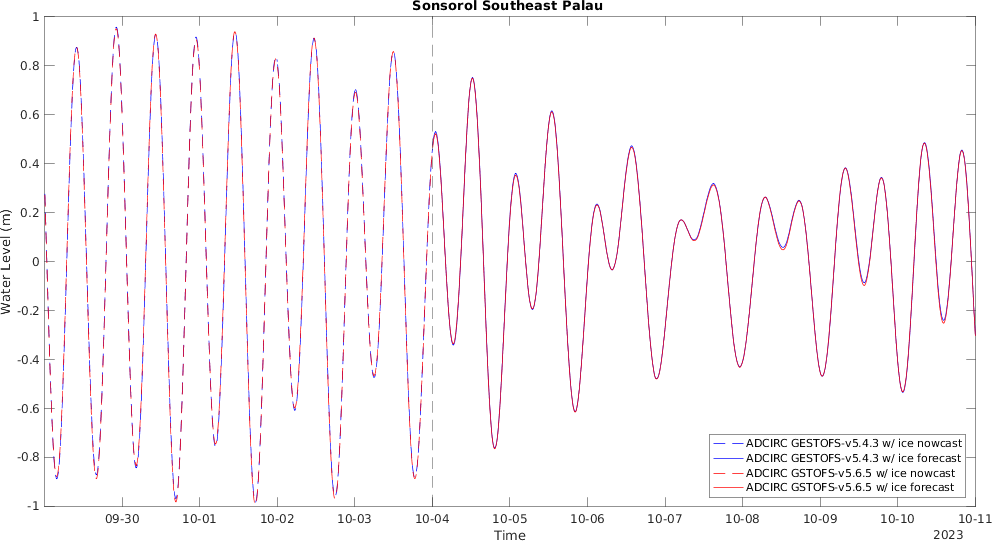 Sonsorol Southeast Palau
1
0.8
0.6
0.4
0.2
0
-0.2
-0.4
-0.6
-0.8
-1
Water Level (m)
ADCIRC GESTOFS-v5.4.3 w/ ice nowcast
ADCIRC GESTOFS-v5.4.3 w/ ice forecast
ADCIRC GSTOFS-v5.6.5 w/ ice nowcast
ADCIRC GSTOFS-v5.6.5 w/ ice forecast
09-30 10-01 10-02 10-03 10-04 10-05 10-06 10-07 10-08 10-09 10-10 10-11
Time
2023